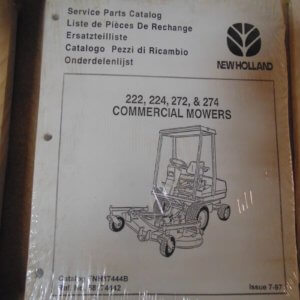 Service Parts Catalog
Liste de Pièces De Rechange
Ersatzteilliste
Catalogo Pezzi di Ricambio
Onderdelenlijst
NEW HOLLAND
222, 224, 272, & 274
COMMERCIAL MOWERS
Issue 7-97